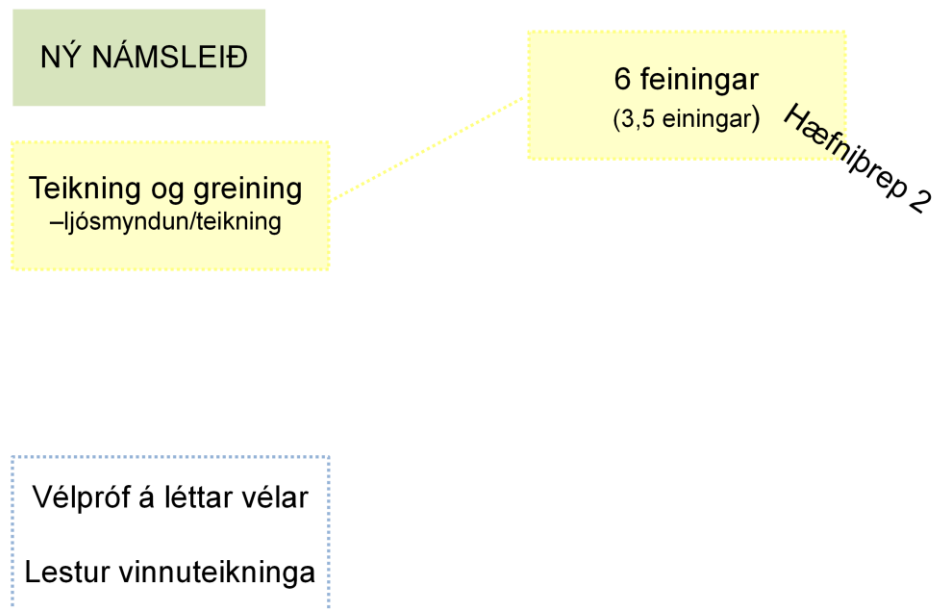 NÝ NÁMSLEIÐ
6 feiningar
(3,5 einingar)
Hæfniþrep 2
Teikning og greining
–ljósmyndun/teikning
Vélpróf á léttar vélar
Lestur vinnuteikninga